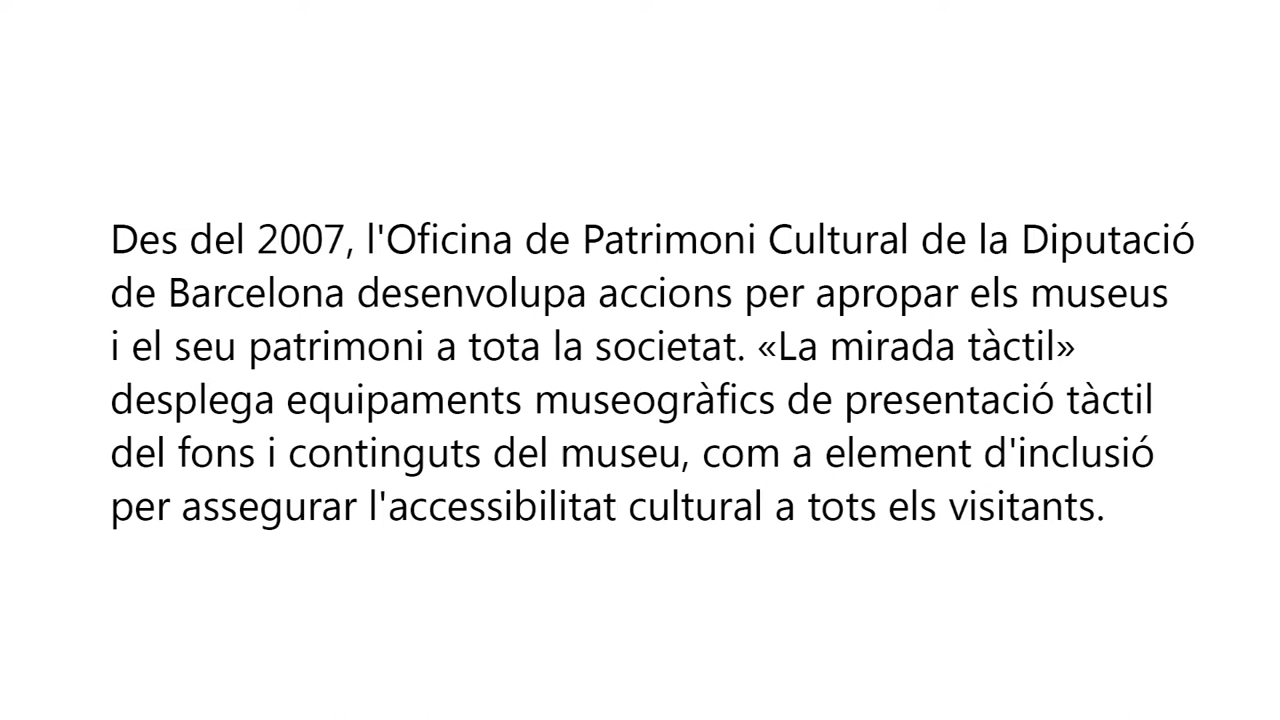 Des del 2007, l'Oficina de Patrimoni Cultural de la Diputació
de Barcelona desenvolupa accions per apropar els museus
i el seu patrimoni a tota la societat. «La mirada tàctil»
desplega equipaments museogràfics de presentació tàctil
del fons i continguts del museu, com a element d'inclusió
per assegurar l'accessibilitat cultural a tots els visitants.